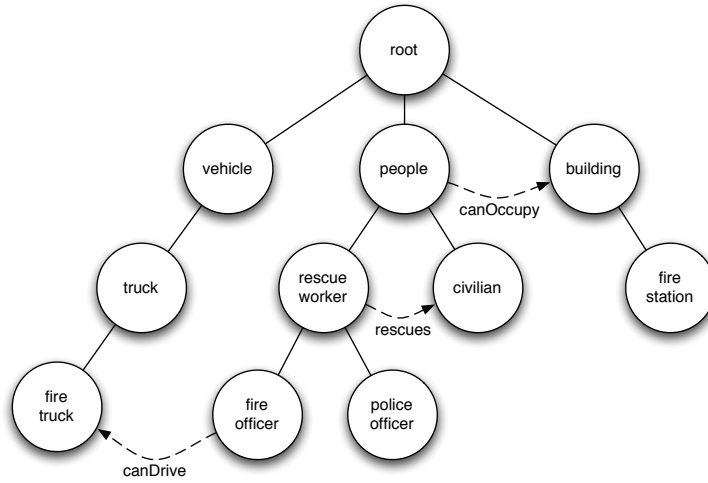 root
vehicle
people
building
canOccupy
truck
rescue
worker
civilian
fire
station
rescues
fire
truck
fire
officer
police
officer
canDrive